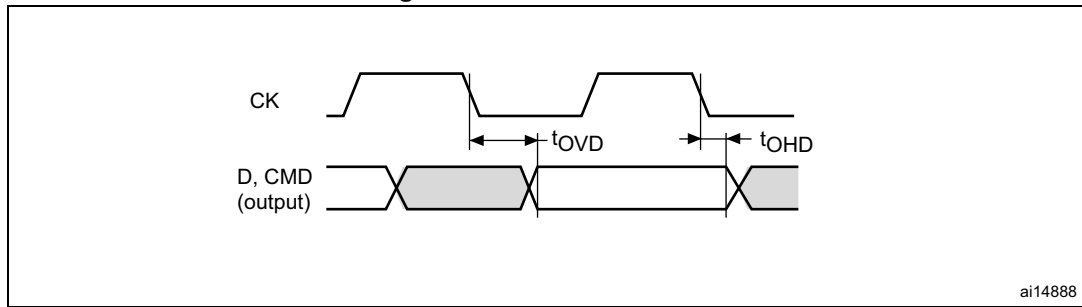 CK
tOVD
tOHD
D, CMD
(output)
ai14888